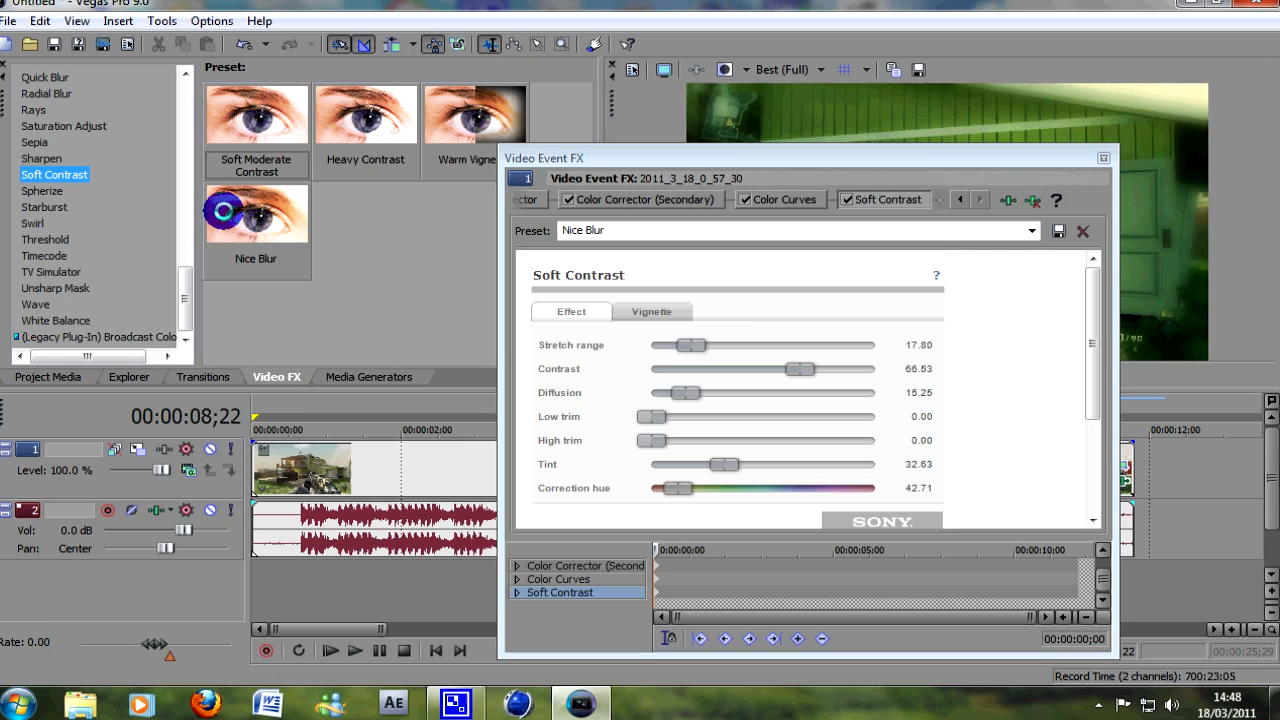 Untitled * - Vegas Pro 9.0
File Edit View Insert Tools Options Help
Quick Blur
Radial Blur
Rays
Saturation Adjust
Sepia
Sharpen
Soft Contrast
Spherize
Starburst
Swirl
Threshold
Timecode
TV Simulator
Unsharp Mask
Wave
White Balance
(Legacy Plug-In) Broadcast Colo
Preset:
Soft Moderate
Contrast
Heavy Contrast
Warm Vigne
Nice Blur
Best (Full)
Project Media Explorer Transitions Video FX Media Generators
Video Event FX
1 Video Event FX: 2011_3_18_0_57_30
ector Color Corrector (Secondary) Color Curves Soft Contrast ?
Preset: Nice Blur
Soft Contrast ?
Effect Vignette
Stretch range 17.80
Contrast 66.53
Diffusion 15.25
Low trim 0.00
High trim 0.00
Tint 32.63
Correction hue 42.71
SONY
0:00:00:00 00:00:05:00 00:00:10:00
Color Corrector (Second
Color Curves
Soft Contrast
00:00:00;00
00:00:08;22
00:00:00;00 00:00:02;00 00:00:12;00
1
Level: 100.0 %
2
Vol: 0.0 dB
Pan: Center
Rate: 0.00
22 00:00:25;29
Record Time (2 channels): 700:23:05
AE
14:48
18/03/2011